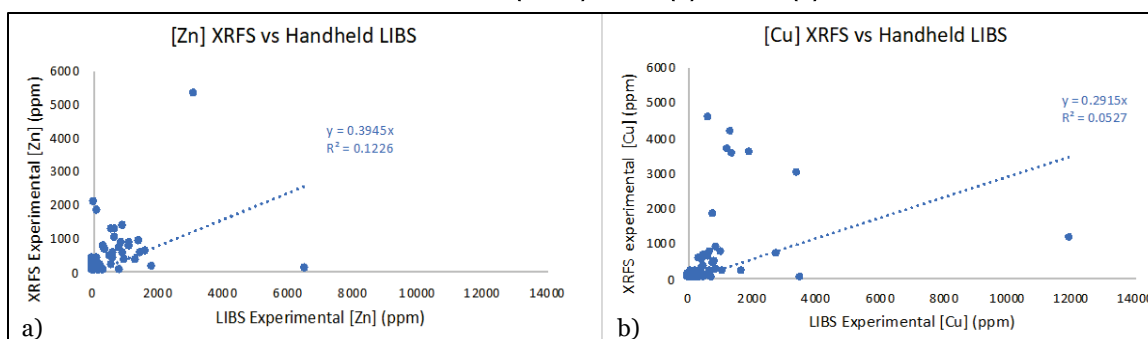 [Zn] XRFS vs Handheld LIBS
XRFS Experimental [Zn] (ppm)
6000
5000
4000
3000
2000
1000
0
y = 0.3945x
R² = 0.1226
0 2000 4000 6000 8000 10000 12000 14000
LIBS Experimental [Zn] (ppm)
a)
[Cu] XRFS vs Handheld LIBS
XRFS experimental [Cu] (ppm)
6000
5000
4000
3000
2000
1000
0
y = 0.2915x
R² = 0.0527
0 2000 4000 6000 8000 10000 12000 14000
LIBS Experimental [Cu] (ppm)
b)